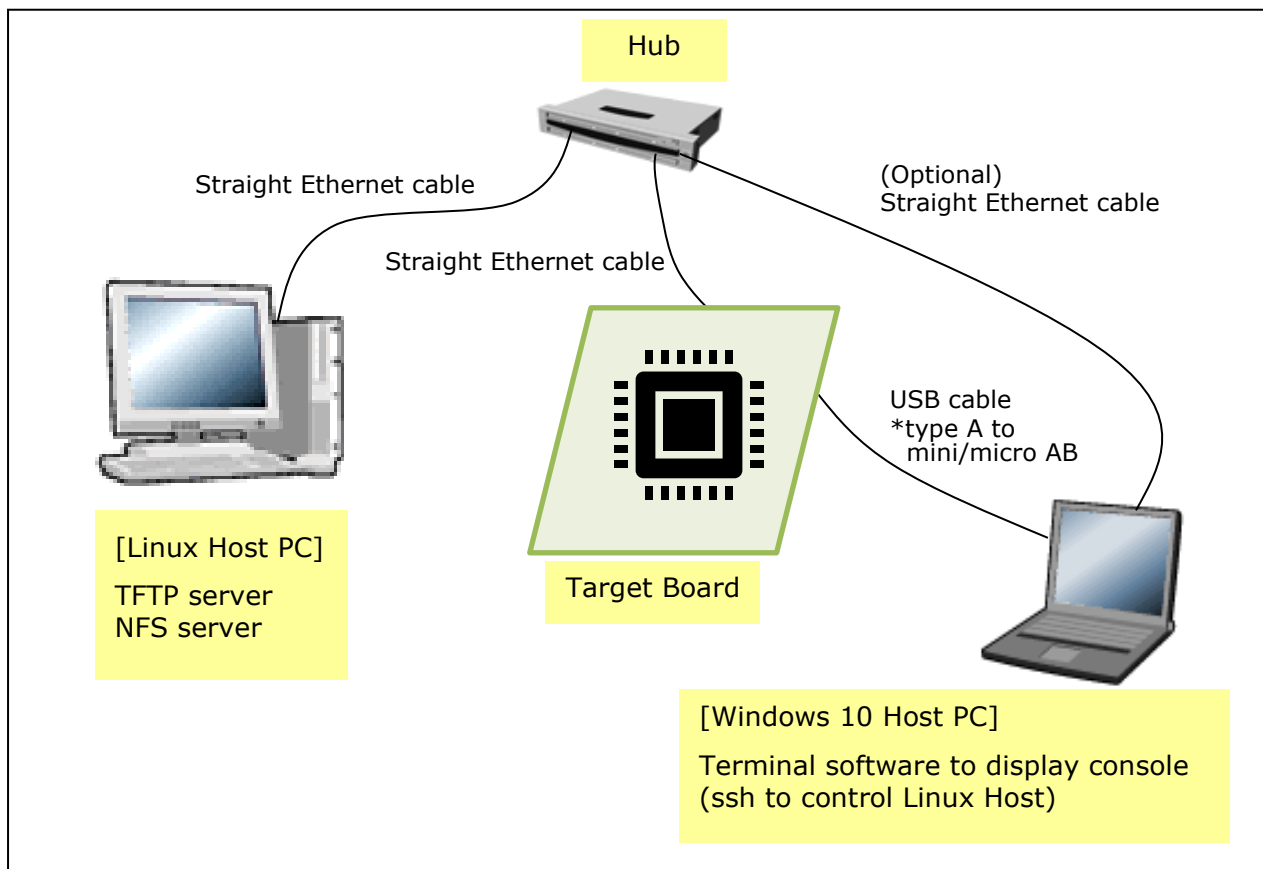 Hub
Straight Ethernet cable
(Optional)
Straight Ethernet cable
Straight Ethernet cable
USB cable
*type A to
mini/micro AB
[Linux Host PC]
TFTP server
NFS server
Target Board
[Windows 10 Host PC]
Terminal software to display console
(ssh to control Linux Host)